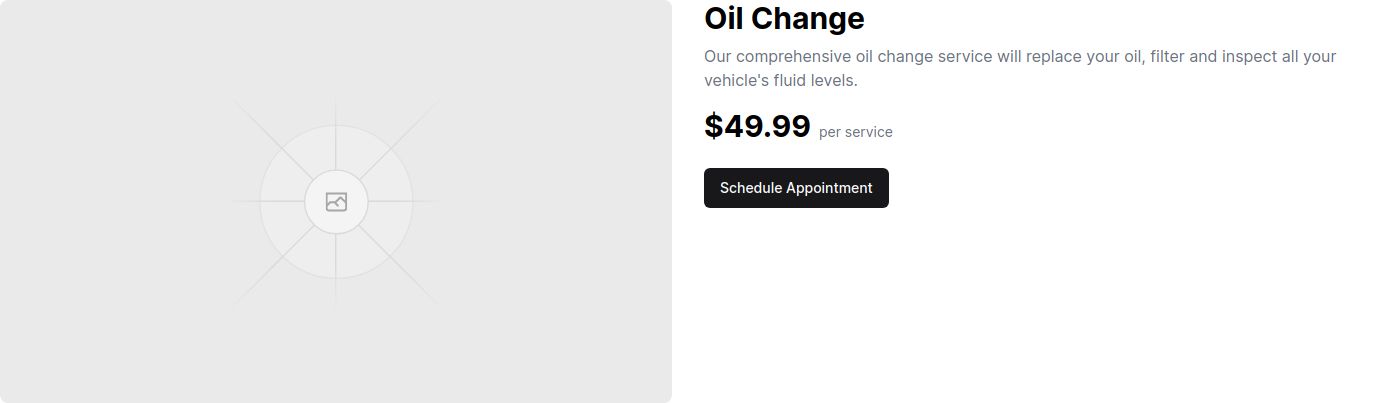 Oil Change
Our comprehensive oil change service will replace your oil, filter and inspect all your
vehicle's fluid levels.
$49.99 per service
Schedule Appointment